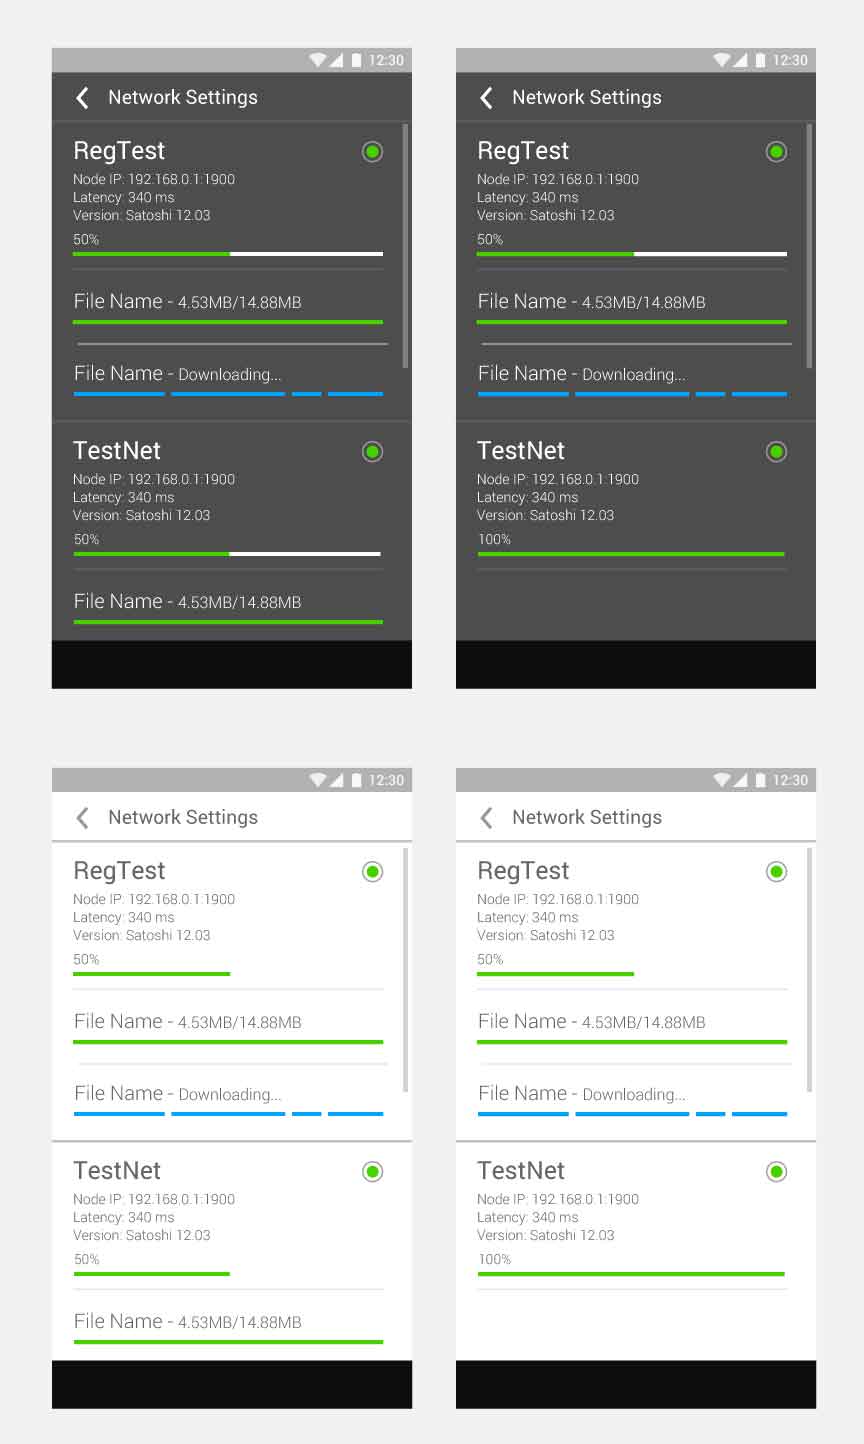 12:30
Network Settings
RegTest
Node IP: 192.168.0.1:1900
Latency: 340 ms
Version: Satoshi 12.03
50%
File Name - 4.53MB/14.88MB
File Name - Downloading...
TestNet
Node IP: 192.168.0.1:1900
Latency: 340 ms
Version: Satoshi 12.03
50%
File Name - 4.53MB/14.88MB
12:30
Network Settings
RegTest
Node IP: 192.168.0.1:1900
Latency: 340 ms
Version: Satoshi 12.03
50%
File Name - 4.53MB/14.88MB
File Name - Downloading...
TestNet
Node IP: 192.168.0.1:1900
Latency: 340 ms
Version: Satoshi 12.03
100%
12:30
Network Settings
RegTest
Node IP: 192.168.0.1:1900
Latency: 340 ms
Version: Satoshi 12.03
50%
File Name - 4.53MB/14.88MB
File Name - Downloading...
TestNet
Node IP: 192.168.0.1:1900
Latency: 340 ms
Version: Satoshi 12.03
50%
File Name - 4.53MB/14.88MB
12:30
Network Settings
RegTest
Node IP: 192.168.0.1:1900
Latency: 340 ms
Version: Satoshi 12.03
50%
File Name - 4.53MB/14.88MB
File Name - Downloading...
TestNet
Node IP: 192.168.0.1:1900
Latency: 340 ms
Version: Satoshi 12.03
100%